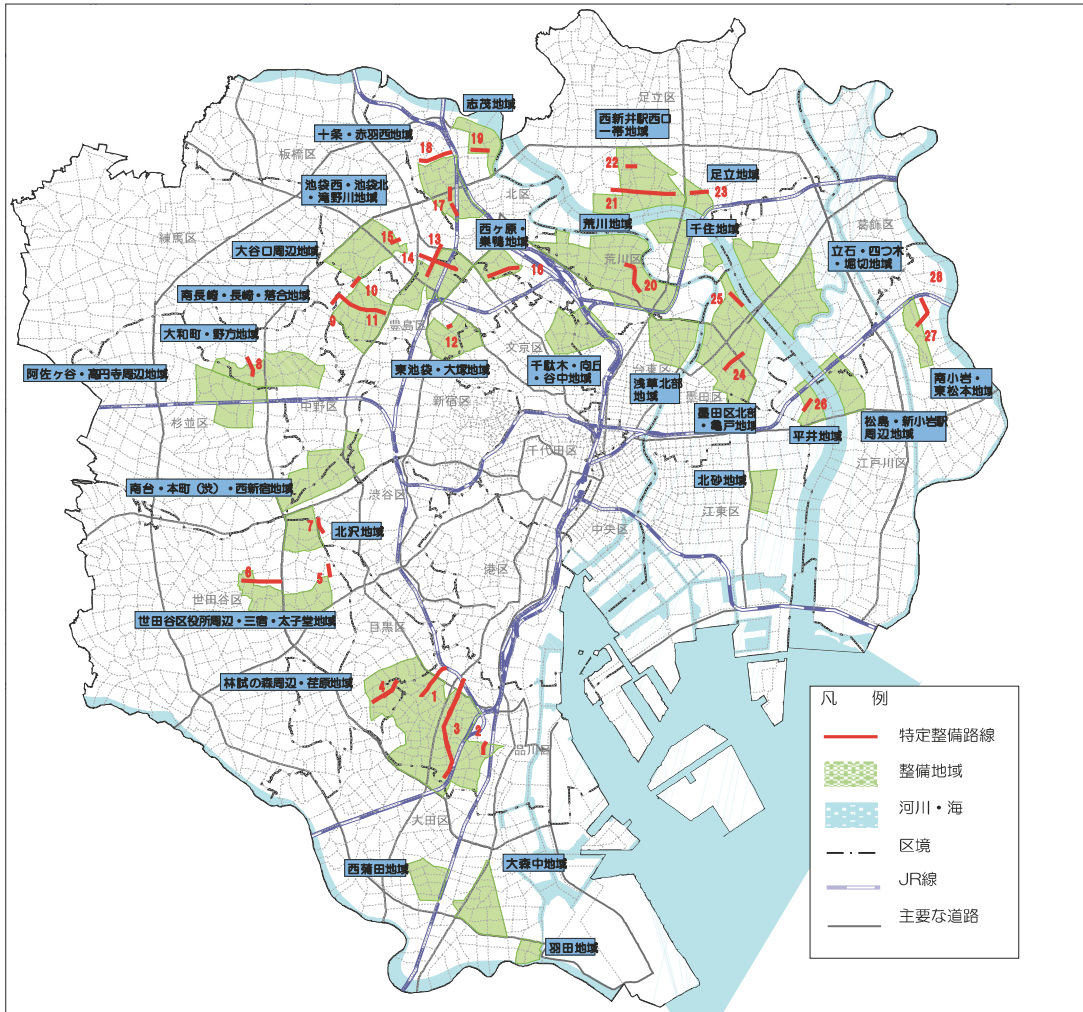 志茂地域
足立区
西新井駅西口
一帯地域
十条・赤羽西地域
18
19
板橋区
22
足立地域
池袋西・池袋北
・滝野川地域
17
北区
21
23
葛飾区
西ヶ原・
巣鴨地域
荒川地域
千住地域
練馬区
15
13
14
大谷口周辺地域
16
荒川区
立石・四つ木
・堀切地域
20
28
南長崎・長崎・落合地域
10
25
9
11
豊島区
27
大和町・野方地域
12
文京区
8
東池袋・大塚地域
千駄木・向丘
・谷中地域
台東区
24
阿佐ヶ谷・高円寺周辺地域
浅草北部
地域
墨田区
南小岩・
東松本地域
新宿区
中野区
26
杉並区
墨田区北部
・亀戸地域
平井地域
松島・新小岩駅
周辺地域
千代田区
江戸川区
南台・本町(渋)・西新宿地域
渋谷区
北砂地域
江東区
7
北沢地域
中央区
6
5
港区
世田谷区
世田谷区役所周辺・三宿・太子堂地域
目黒区
林試の森周辺・荏原地域
4
1
3
2
品川区
大田区
西蒲田地域
大森中地域
羽田地域
凡 例
特定整備路線
整備地域
河川・海
区境
JR線
主要な道路